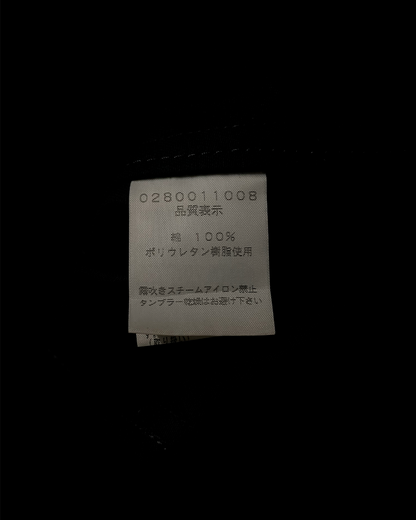 0280011008
品質表示
綿 100%
ポリウレタン樹脂使用
霧吹きスチームアイロン禁止
タンブラー乾燥はお避け下さい